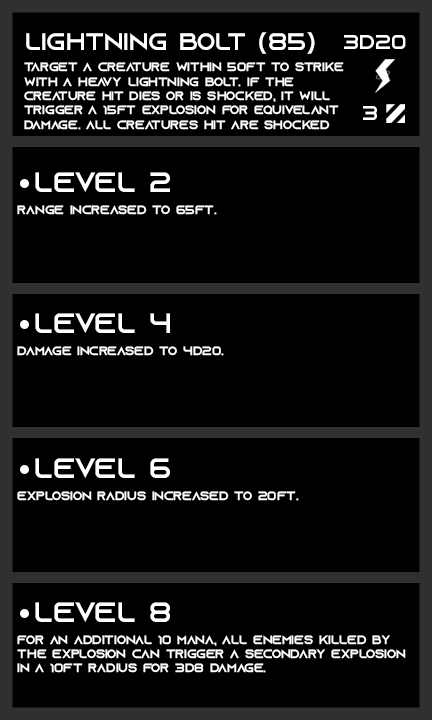 LIGHTNING BOLT (85) 3D20
TARGET A CREATURE WITHIN 50FT TO STRIKE
WITH A HEAVY LIGHTNING BOLT. IF THE
CREATURE HIT DIES OR IS SHOCKED, IT WILL
TRIGGER A 15FT EXPLOSION FOR EQUIVELANT
DAMAGE. ALL CREATURES HIT ARE SHOCKED
3
•LEVEL 2
RANGE INCREASED TO 65FT.
•LEVEL 4
DAMAGE INCREASED TO 4D20.
•LEVEL 6
EXPLOSION RADIUS INCREASED TO 20FT.
•LEVEL 8
FOR AN ADDITIONAL 10 MANA, ALL ENEMIES KILLED BY
THE EXPLOSION CAN TRIGGER A SECONDARY EXPLOSION
IN A 10FT RADIUS FOR 3D8 DAMAGE.